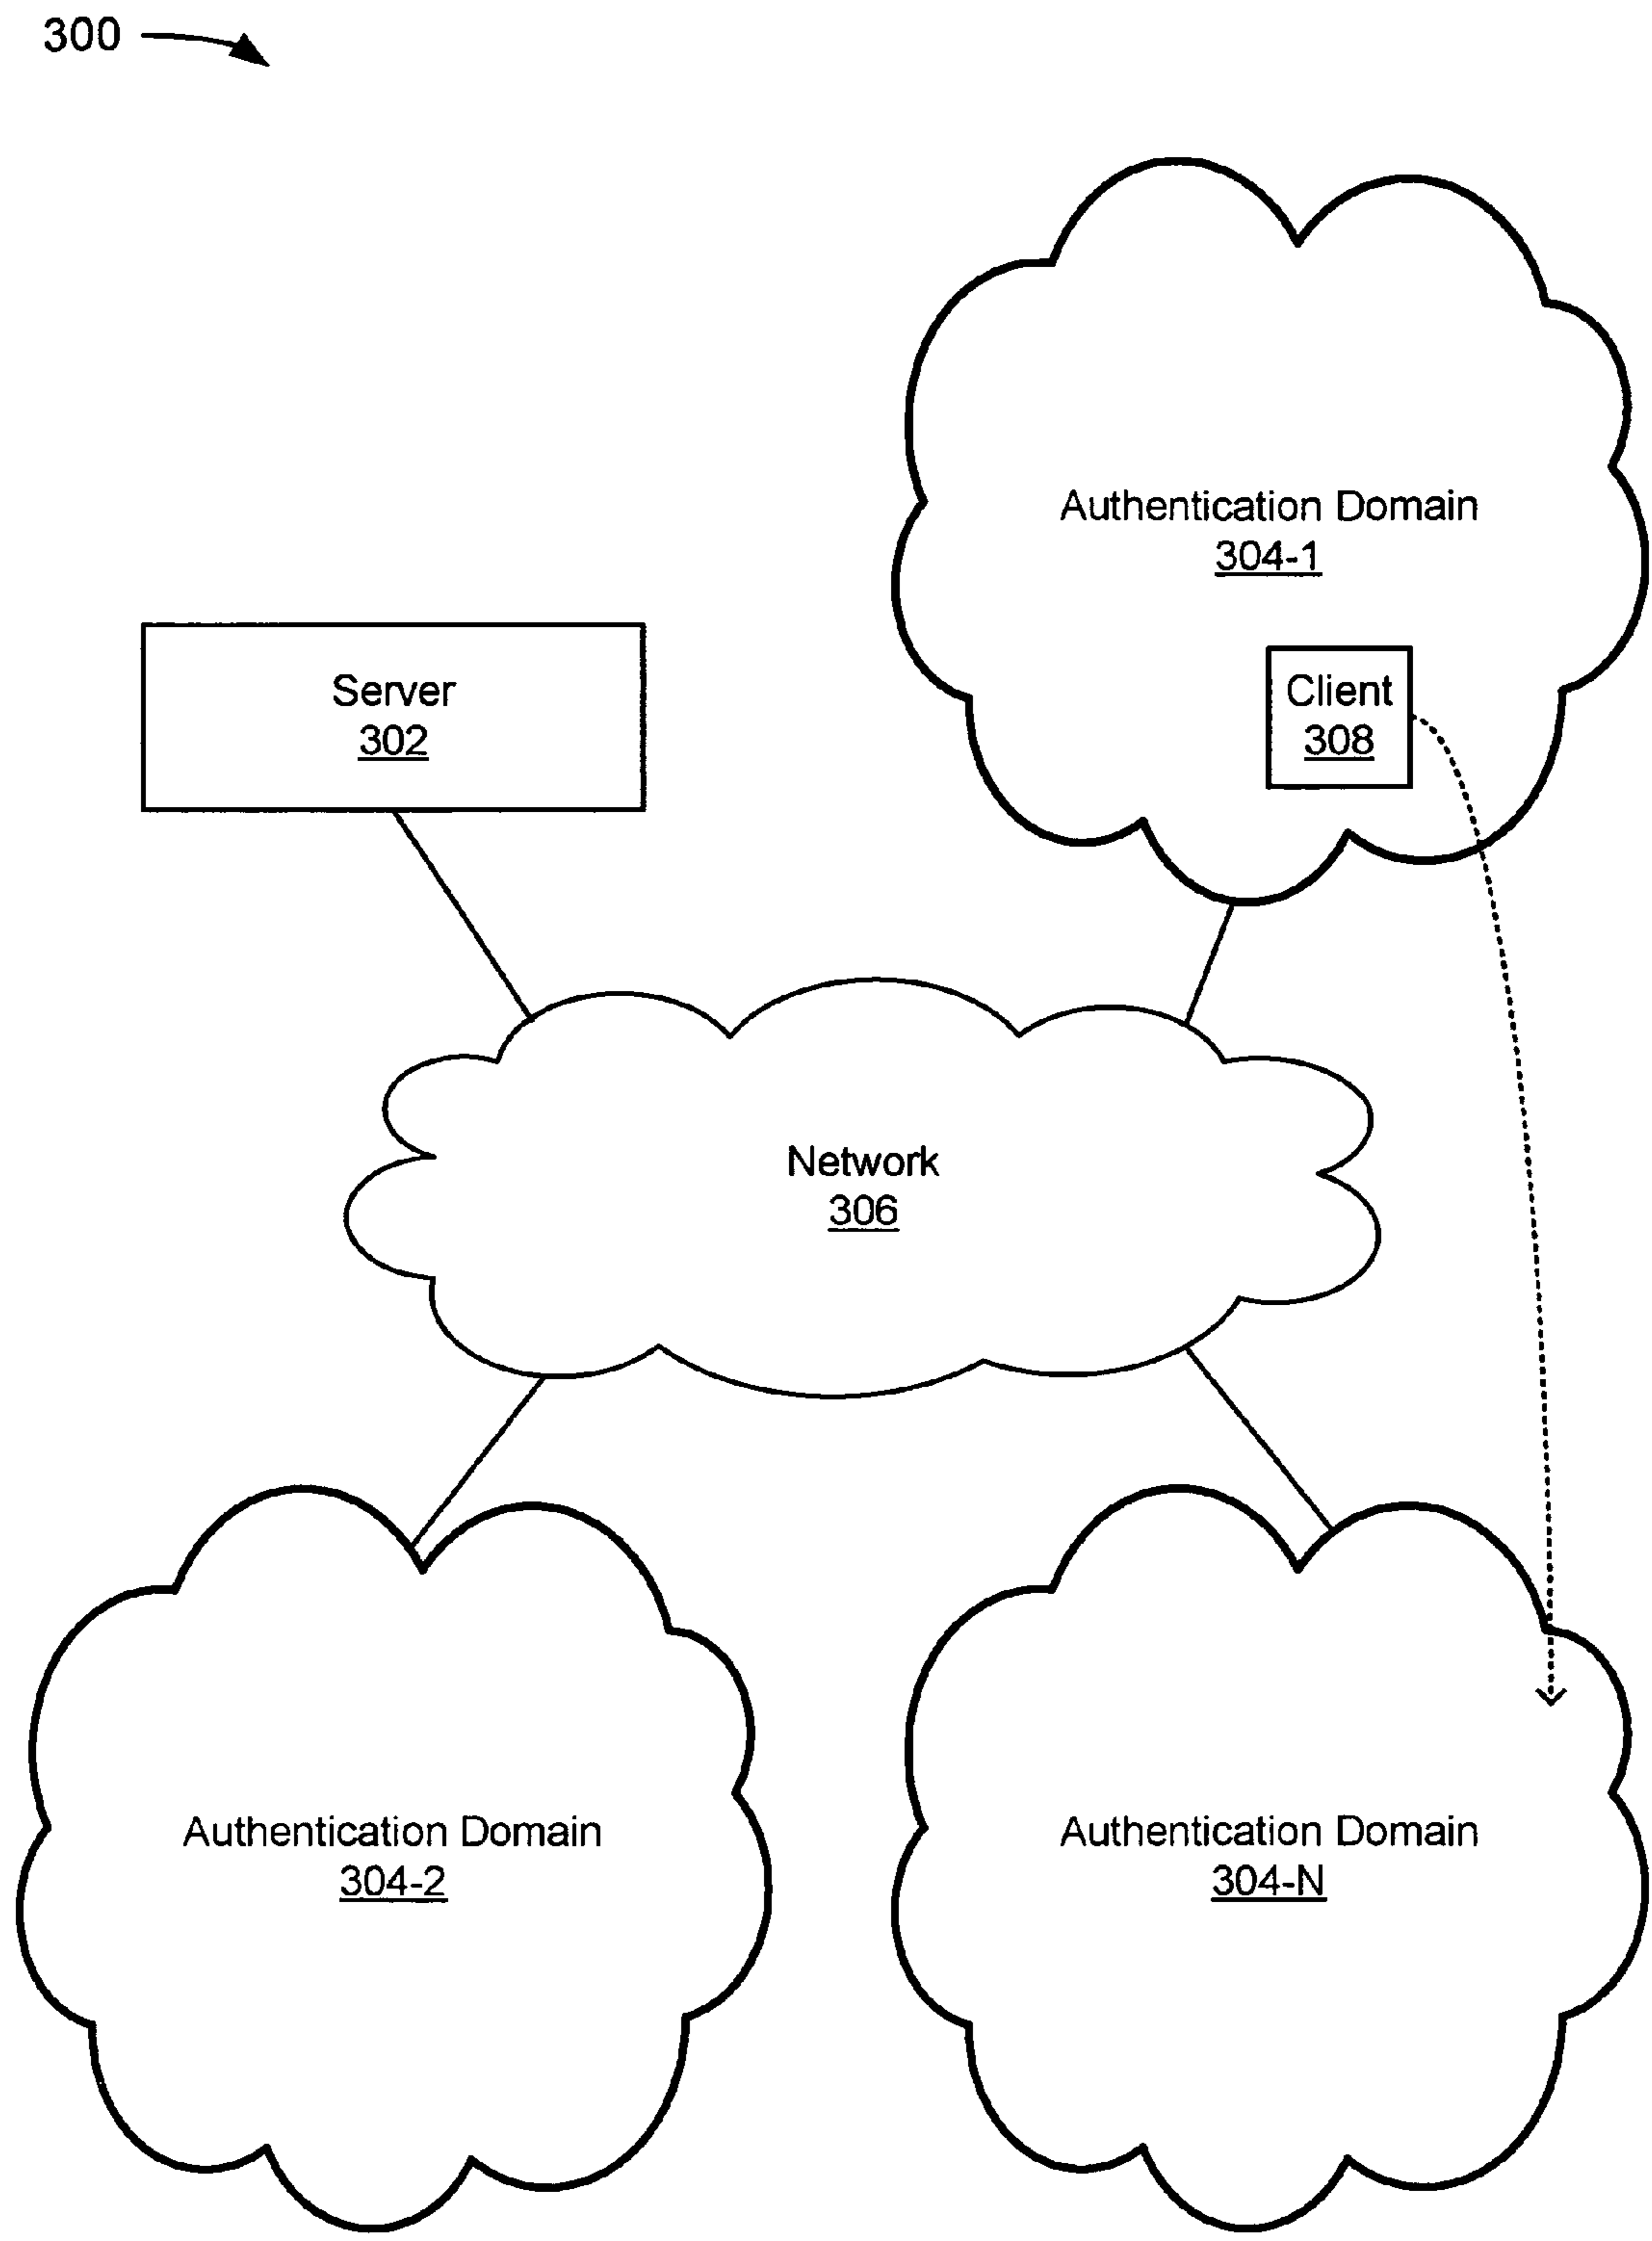 300
Authentication Domain
304-1
Server
302
Client
308
Network
306
Authentication Domain
304-2
Authentication Domain
304-N